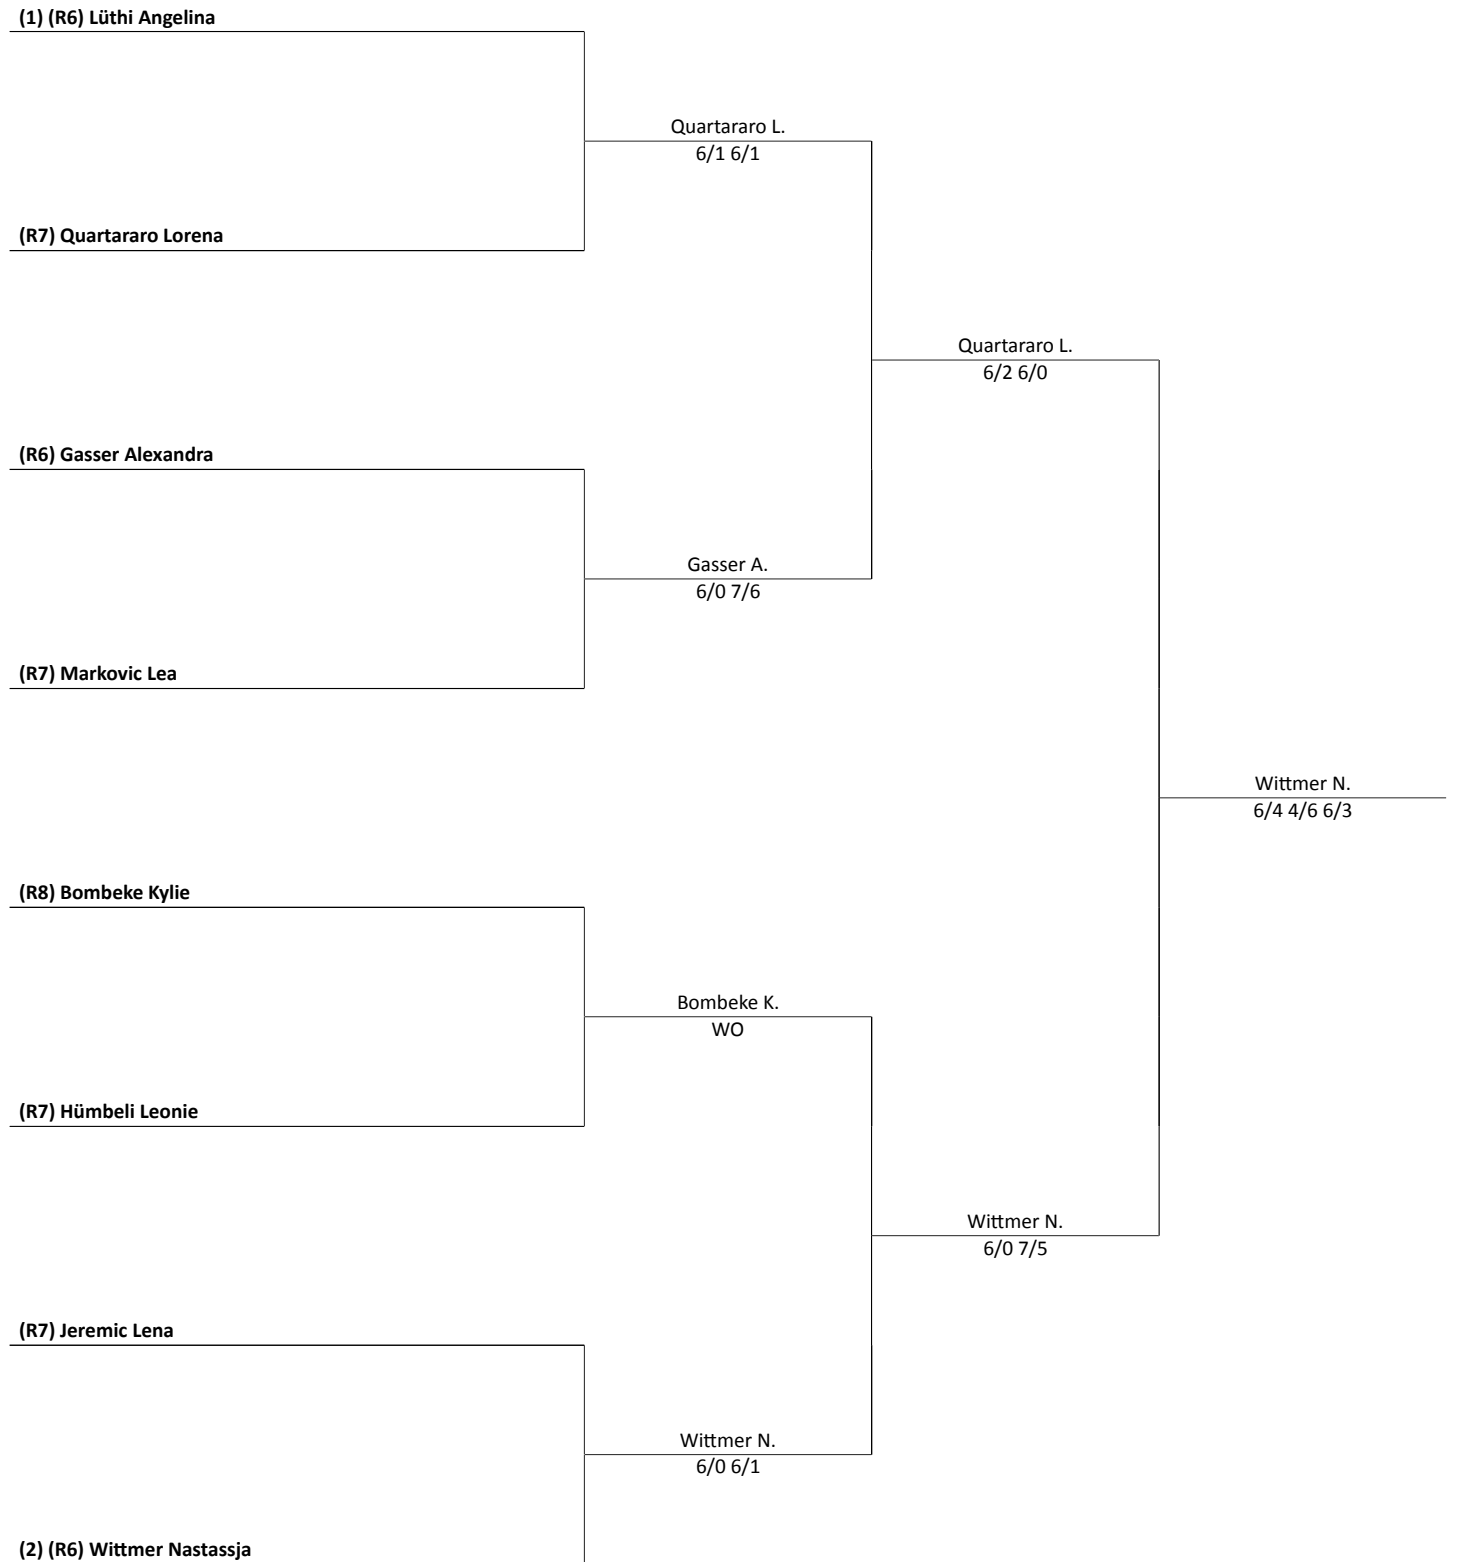 (1) (R6) Lüthi Angelina
Quartararo L.
6/1 6/1
(R7) Quartararo Lorena
Quartararo L.
6/2 6/0
(R6) Gasser Alexandra
Gasser A.
6/0 7/6
(R7) Markovic Lea
Wittmer N.
6/4 4/6 6/3
(R8) Bombeke Kylie
Bombeke K.
WO
(R7) Hümbeli Leonie
Wittmer N.
6/0 7/5
(R7) Jeremic Lena
Wittmer N.
6/0 6/1
(2) (R6) Wittmer Nastassja